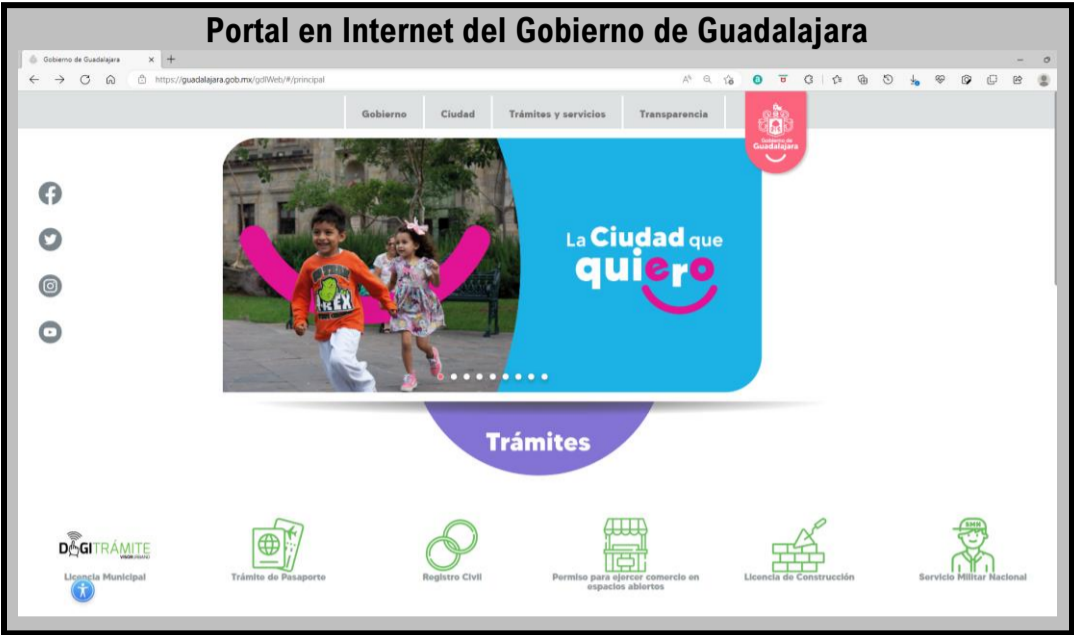 Portal en Internet del Gobierno de Guadalajara
Gobierno de Guadalajara
https://guadalajara.gob.mx/gdlWeb/#/principal
Gobierno
Ciudad
Trámites y servicios
Transparencia
Gobierno de
Guadalajara
La Ciudad que
quiero
Trámites
DIGITRÁMITE
Licencia Municipal
Trámite de Pasaporte
Registro Civil
Permiso para ejercer comercio en
espacios abiertos
Licencia de Construcción
SMN
Servicio Militar Nacional